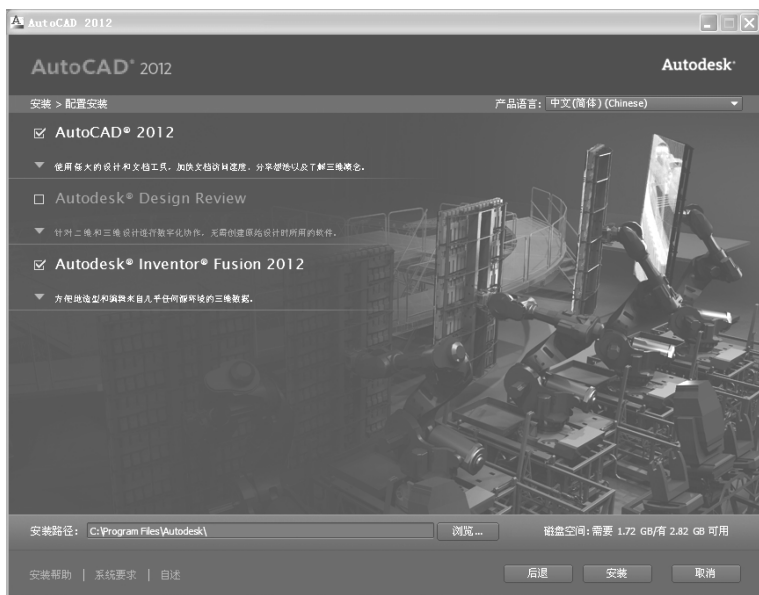 AutoCAD 2012
AutoCAD® 2012
Autodesk®
安装 > 配置安装
产品语言: 中文(简体) (Chinese)
AutoCAD® 2012
使用强大的设计和文档工具,加快文档访问速度,分享想法以及了解三维概念。
Autodesk® Design Review
针对二维和三维设计进行数字化协作,无需创建原始设计时所用的软件。
Autodesk® Inventor® Fusion 2012
方便地造型和编辑来自几乎任何源环境的三维数据。
安装路径: C:\Program Files\Autodesk\ 浏览... 磁盘空间: 需要 1.72 GB/有 2.82 GB 可用
安装帮助 | 系统要求 | 自述 后退 安装 取消